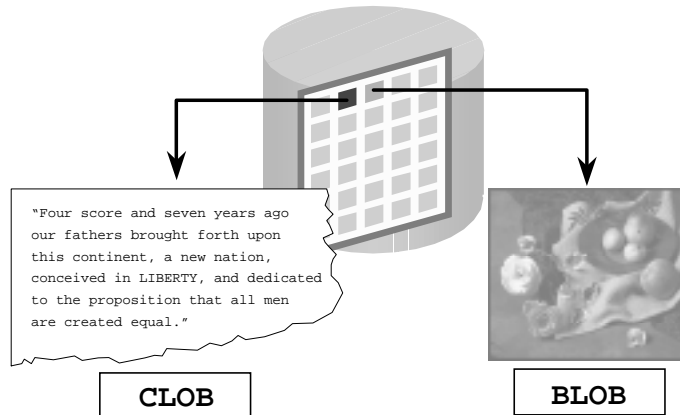 “Four score and seven years ago
our fathers brought forth upon
this continent, a new nation,
conceived in LIBERTY, and dedicated
to the proposition that all men
are created equal.”
CLOB
BLOB